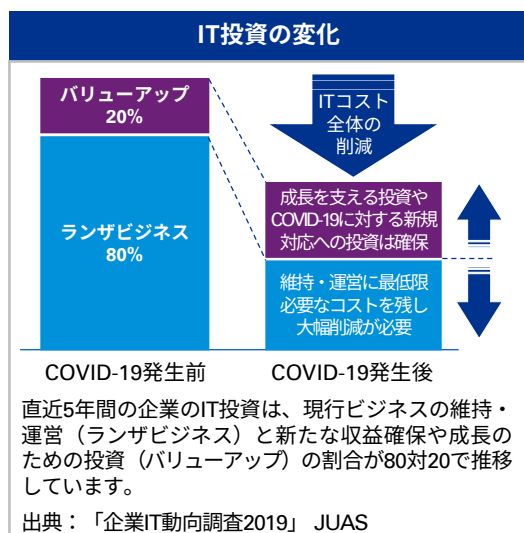 IT投資の変化
バリューアップ
20%
ランザビジネス
80%
ITコスト
全体の
削減
成長を支える投資や
COVID-19に対する新規
対応への投資は確保
維持・運営に最低限
必要なコストを残し
大幅削減が必要
COVID-19発生前
COVID-19発生後
直近5年間の企業のIT投資は、現行ビジネスの維持・
運営（ランザビジネス）と新たな収益確保や成長の
ための投資（バリューアップ）の割合が80対20で推移
しています。
出典：「企業IT動向調査2019」 JUAS